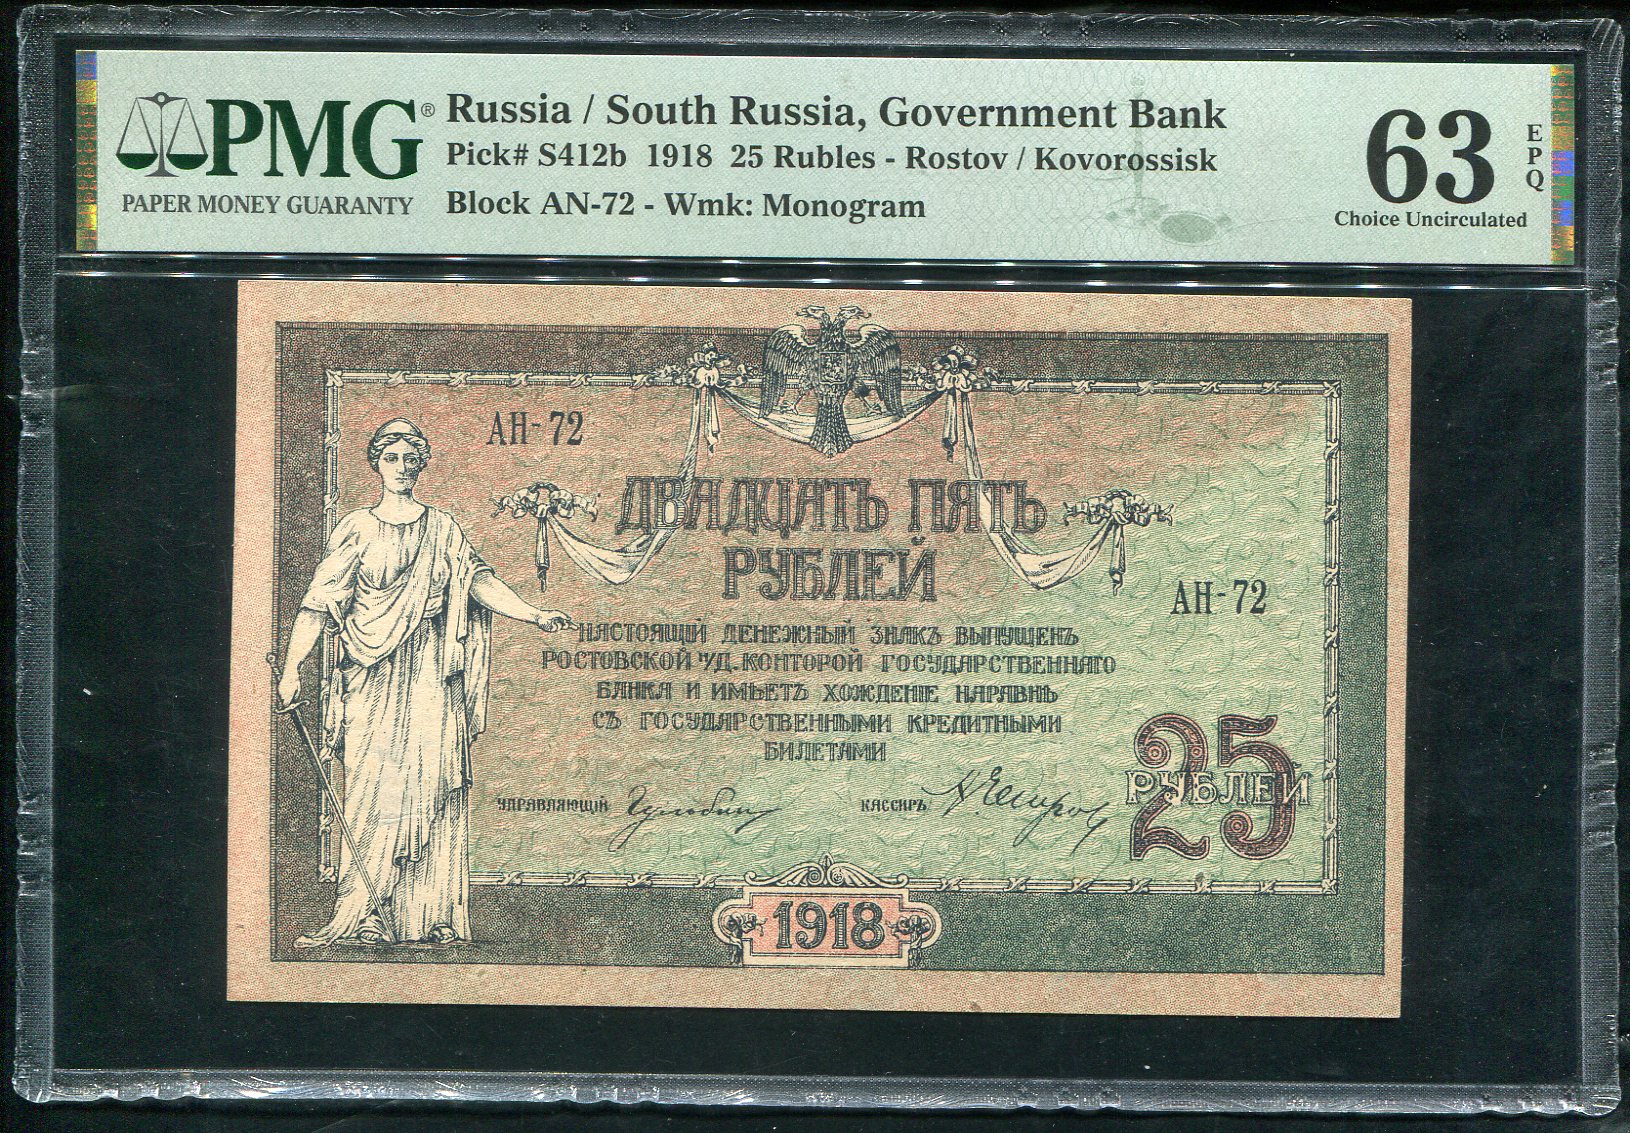 PMG®
PAPER MONEY GUARANTY
Russia / South Russia, Government Bank
Pick# S412b 1918 25 Rubles - Rostov / Kovorossisk
Block AN-72 - Wmk: Monogram
63
EPQ
Choice Uncirculated
АН-72
ДВАДЦАТЬ ПЯТЬ
РУБЛЕЙ
АН-72
НАСТОЯЩІЙ ДЕНЕЖНЫЙ ЗНАКЪ ВЫПУЩЕНЪ
РОСТОВСКОЙ Н/Д. КОНТОРОЙ ГОСУДАРСТВЕННАГО
БАНКА И ИМѢЕТЪ ХОЖДЕНІЕ НАРАВНѢ
СЪ ГОСУДАРСТВЕННЫМИ КРЕДИТНЫМИ
БИЛЕТАМИ
УПРАВЛЯЮЩІЙ
КАССИРЪ
25
РУБЛЕЙ
1918